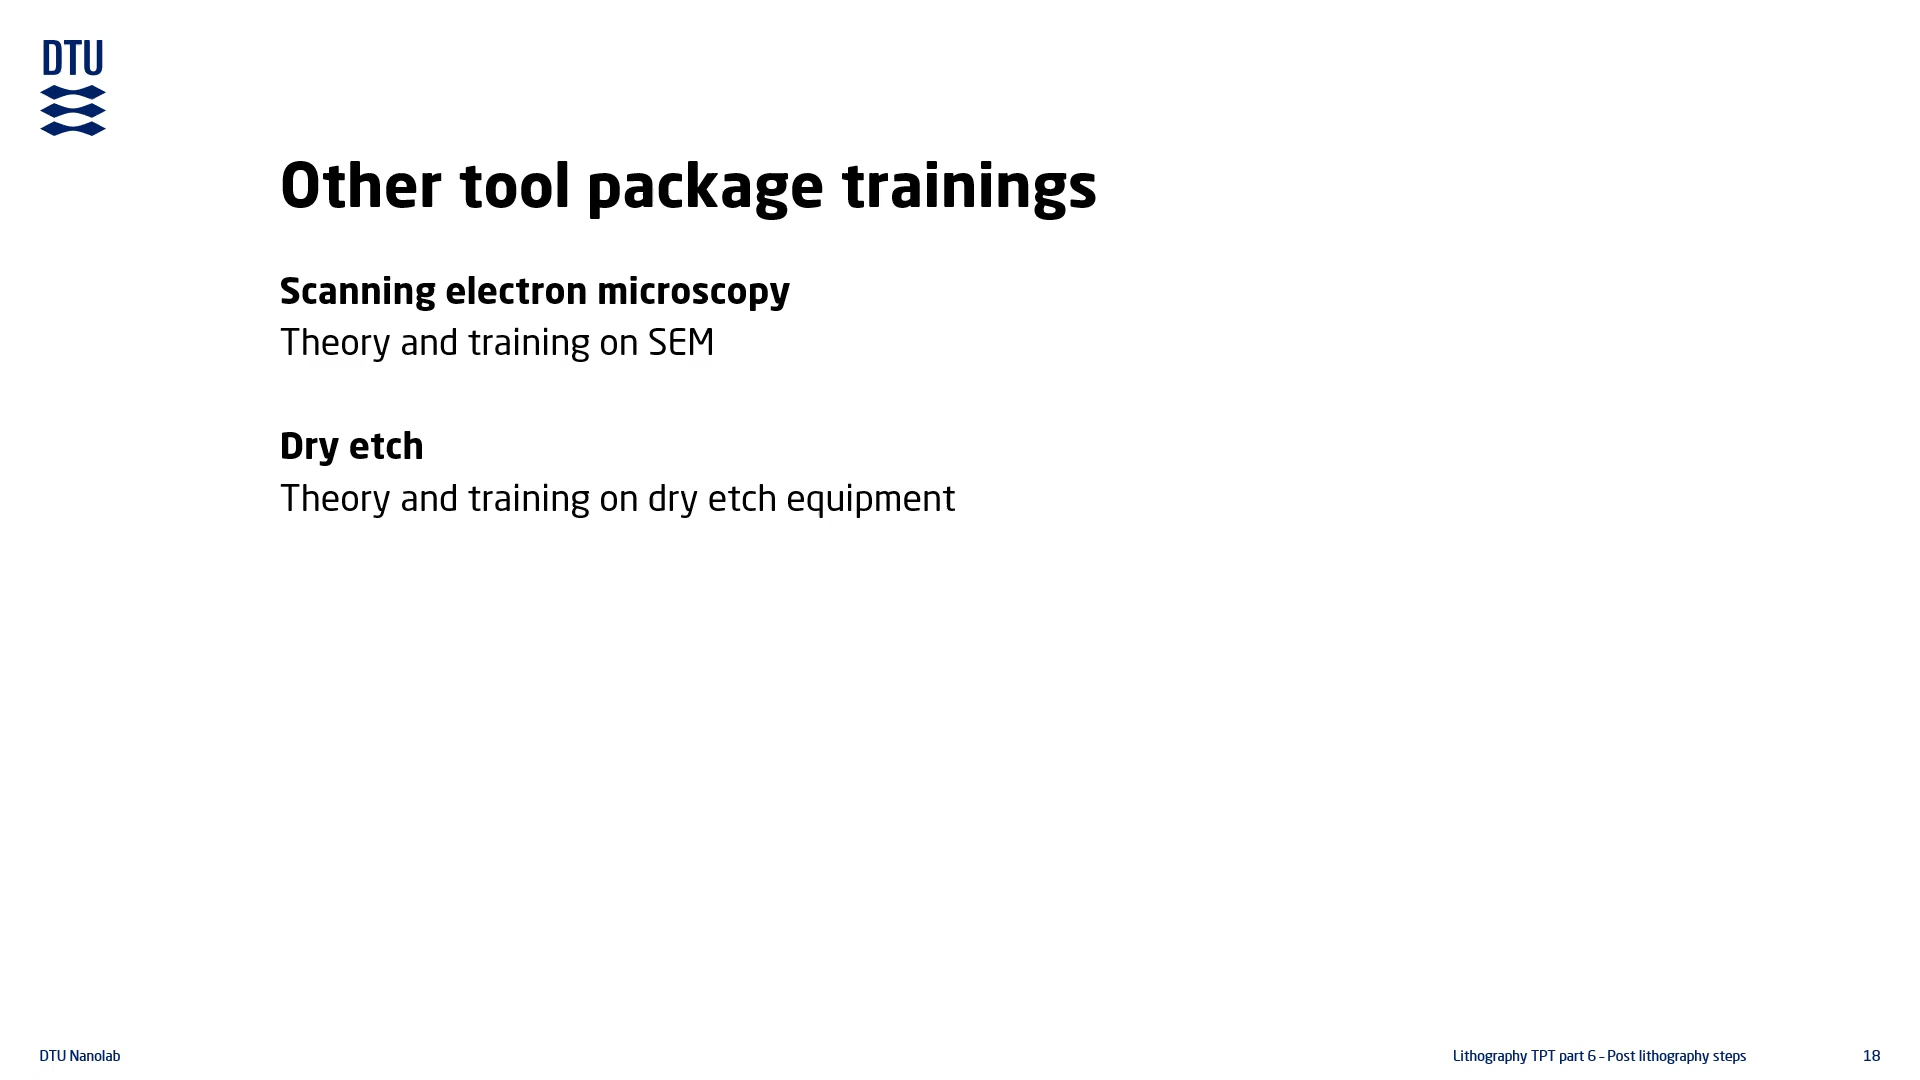 DTU
Other tool package trainings
Scanning electron microscopy
Theory and training on SEM
Dry etch
Theory and training on dry etch equipment
DTU Nanolab
Lithography TPT part 6 – Post lithography steps
18